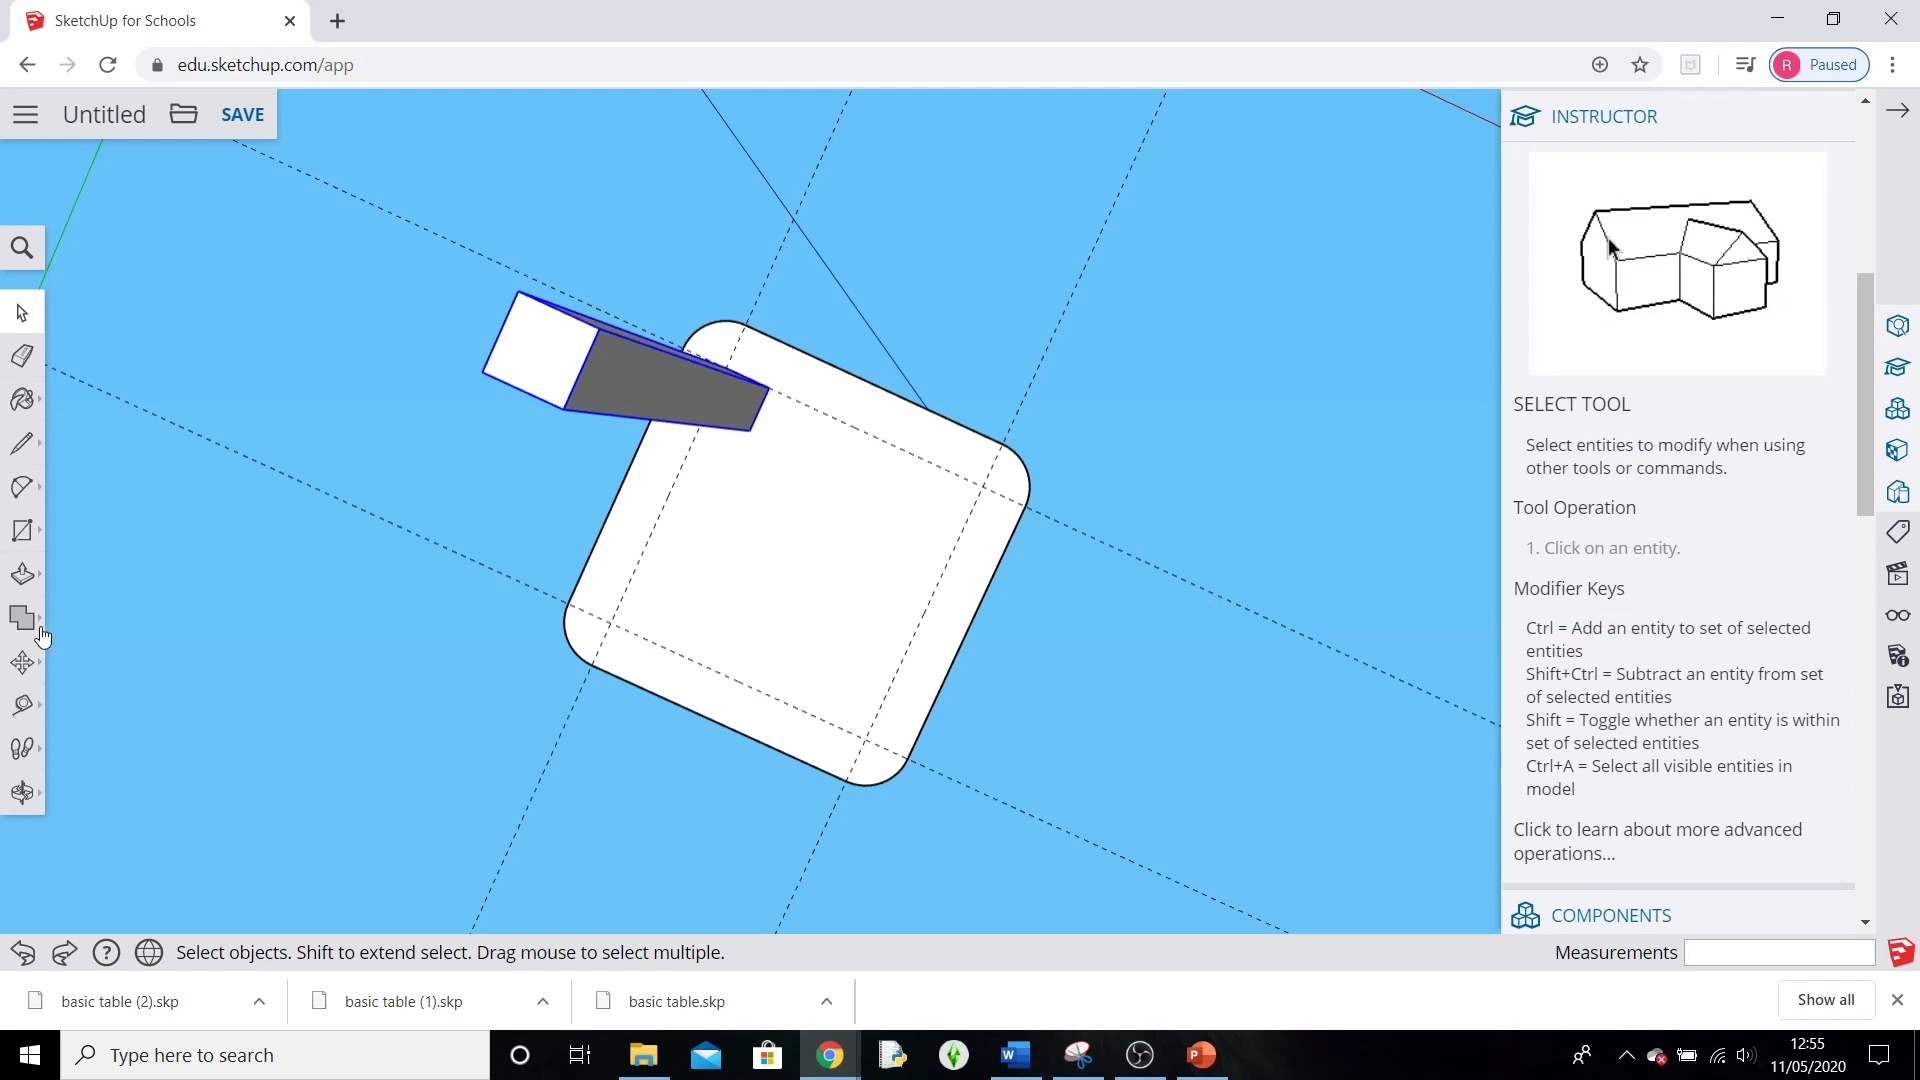 SketchUp for Schools
edu.sketchup.com/app
R Paused
Untitled SAVE
INSTRUCTOR
SELECT TOOL
Select entities to modify when using
other tools or commands.
Tool Operation
1. Click on an entity.
Modifier Keys
Ctrl = Add an entity to set of selected
entities
Shift+Ctrl = Subtract an entity from set
of selected entities
Shift = Toggle whether an entity is within
set of selected entities
Ctrl+A = Select all visible entities in
model
Click to learn about more advanced
operations...
COMPONENTS
Select objects. Shift to extend select. Drag mouse to select multiple.
Measurements
basic table (2).skp
basic table (1).skp
basic table.skp
Show all
Type here to search
12:55
11/05/2020